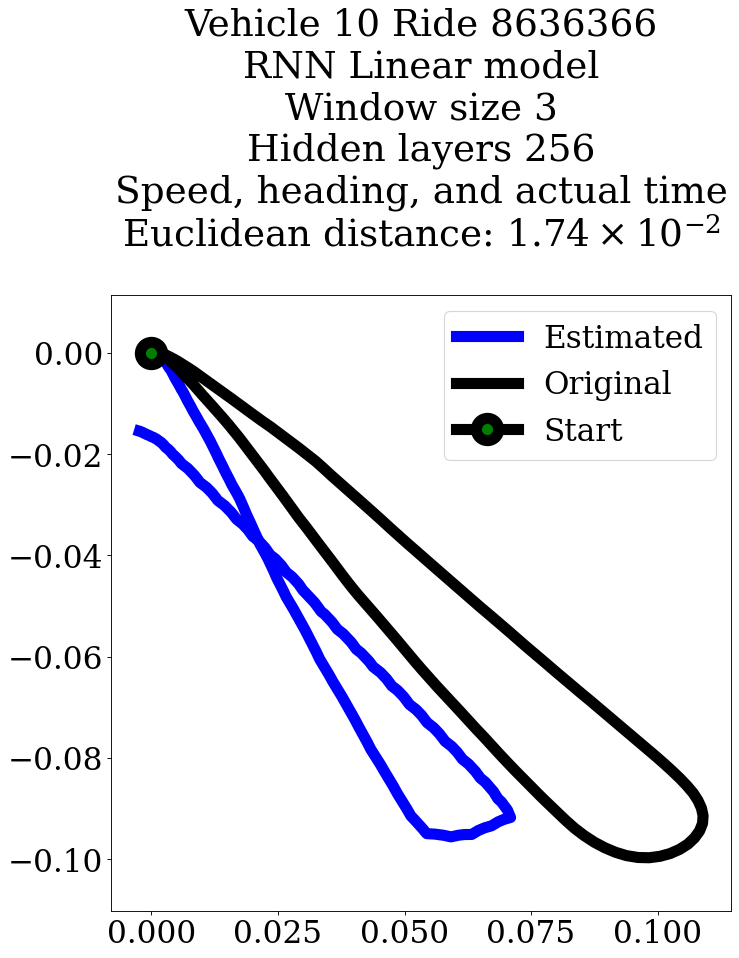 Vehicle 10 Ride 8636366
RNN Linear model
Window size 3
Hidden layers 256
Speed, heading, and actual time
Euclidean distance: 1.74 × 10⁻²
Estimated
Original
Start
0.00
−0.02
−0.04
−0.06
−0.08
−0.10
0.000 0.025 0.050 0.075 0.100